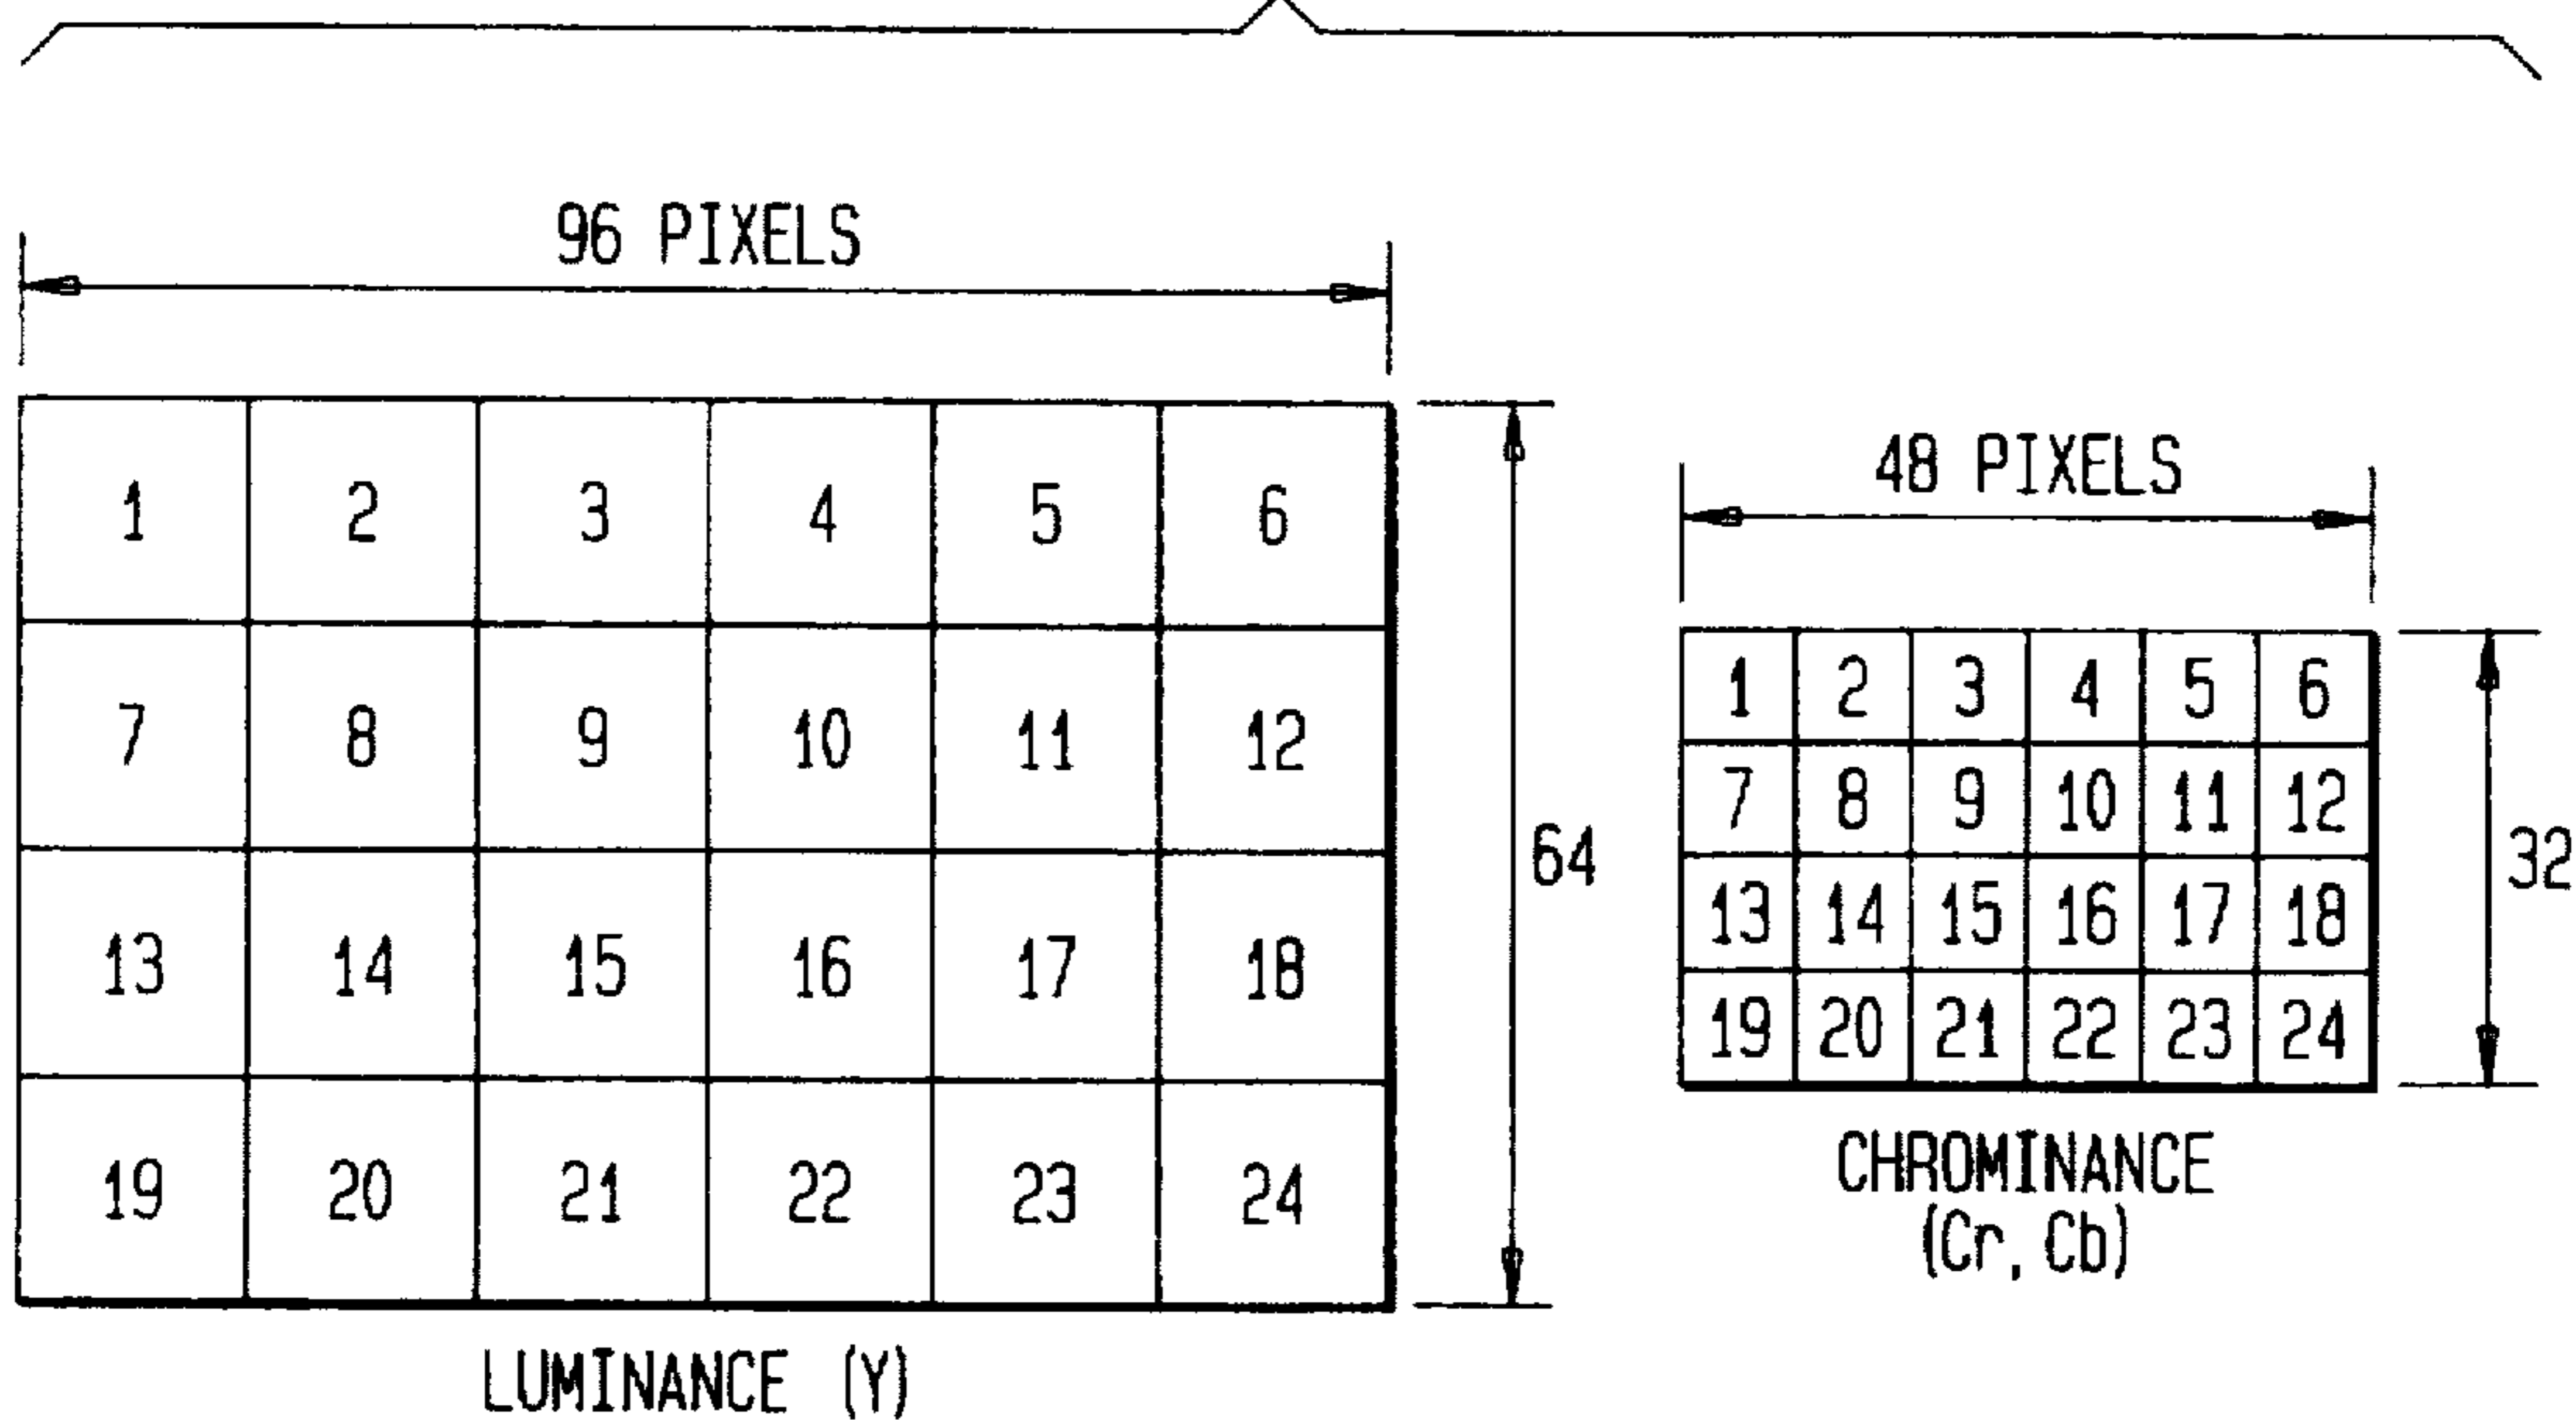 96 PIXELS
1 2 3 4 5 6
7 8 9 10 11 12
13 14 15 16 17 18
19 20 21 22 23 24
64
LUMINANCE (Y)
48 PIXELS
1 2 3 4 5 6
7 8 9 10 11 12
13 14 15 16 17 18
19 20 21 22 23 24
32
CHROMINANCE
(Cr, Cb)